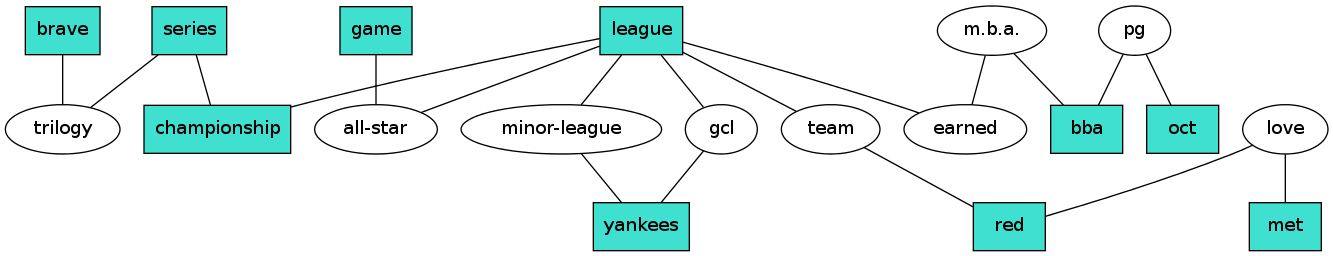 brave
series
game
league
m.b.a.
pg
trilogy
championship
all-star
minor-league
gcl
team
earned
bba
oct
love
yankees
red
met